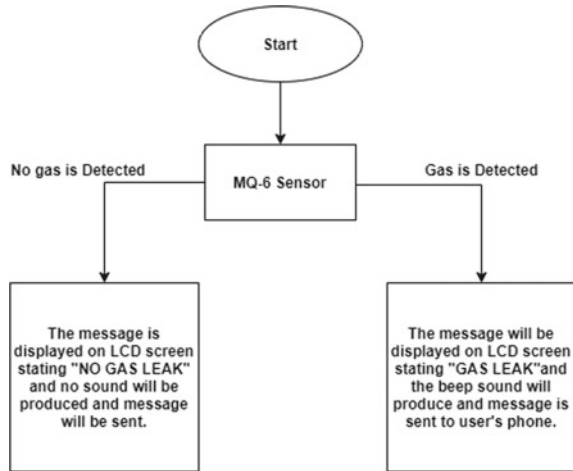 Start
No gas is Detected
Gas is Detected
MQ-6 Sensor
The message is
displayed on LCD screen
stating "NO GAS LEAK"
and no sound will be
produced and message
will be sent.
The message will be
displayed on LCD screen
stating "GAS LEAK"and
the beep sound will
produce and message is
sent to user's phone.